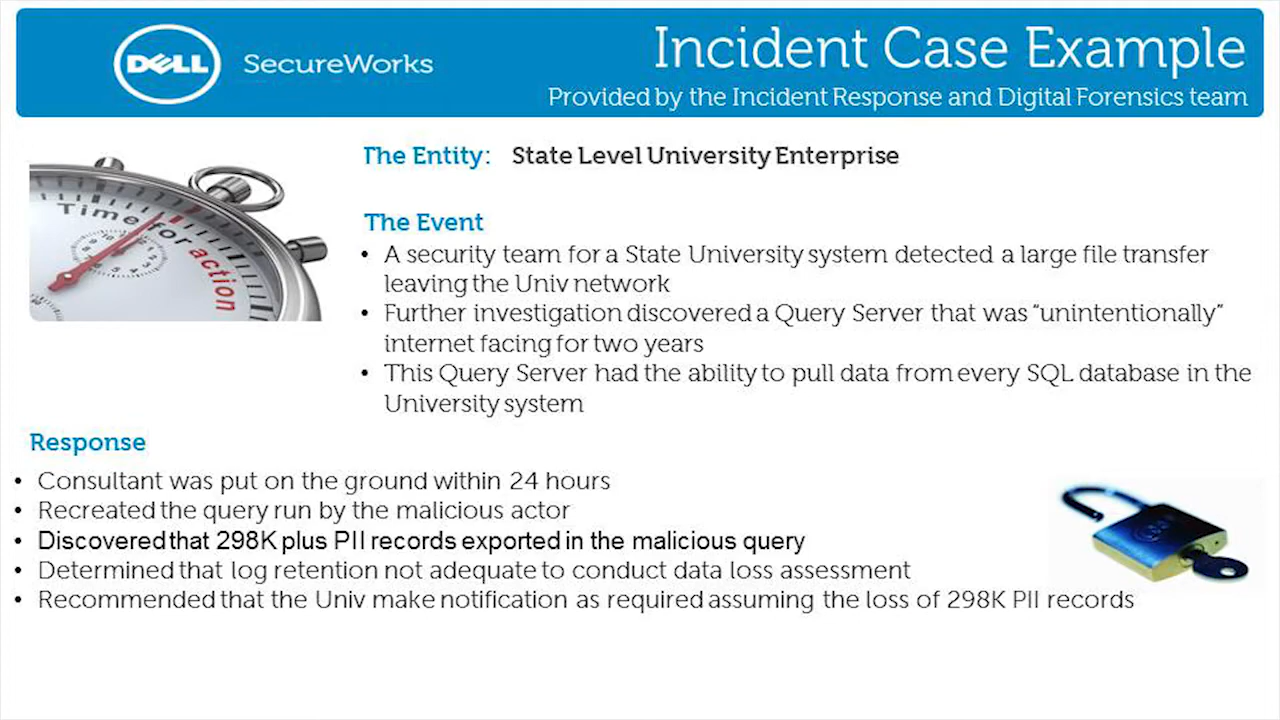 DELL SecureWorks
Incident Case Example
Provided by the Incident Response and Digital Forensics team
Time for action
The Entity: State Level University Enterprise
The Event
• A security team for a State University system detected a large file transfer
leaving the Univ network
• Further investigation discovered a Query Server that was “unintentionally”
internet facing for two years
• This Query Server had the ability to pull data from every SQL database in the
University system
Response
• Consultant was put on the ground within 24 hours
• Recreated the query run by the malicious actor
• Discovered that 298K plus PII records exported in the malicious query
• Determined that log retention not adequate to conduct data loss assessment
• Recommended that the Univ make notification as required assuming the loss of 298K PII records